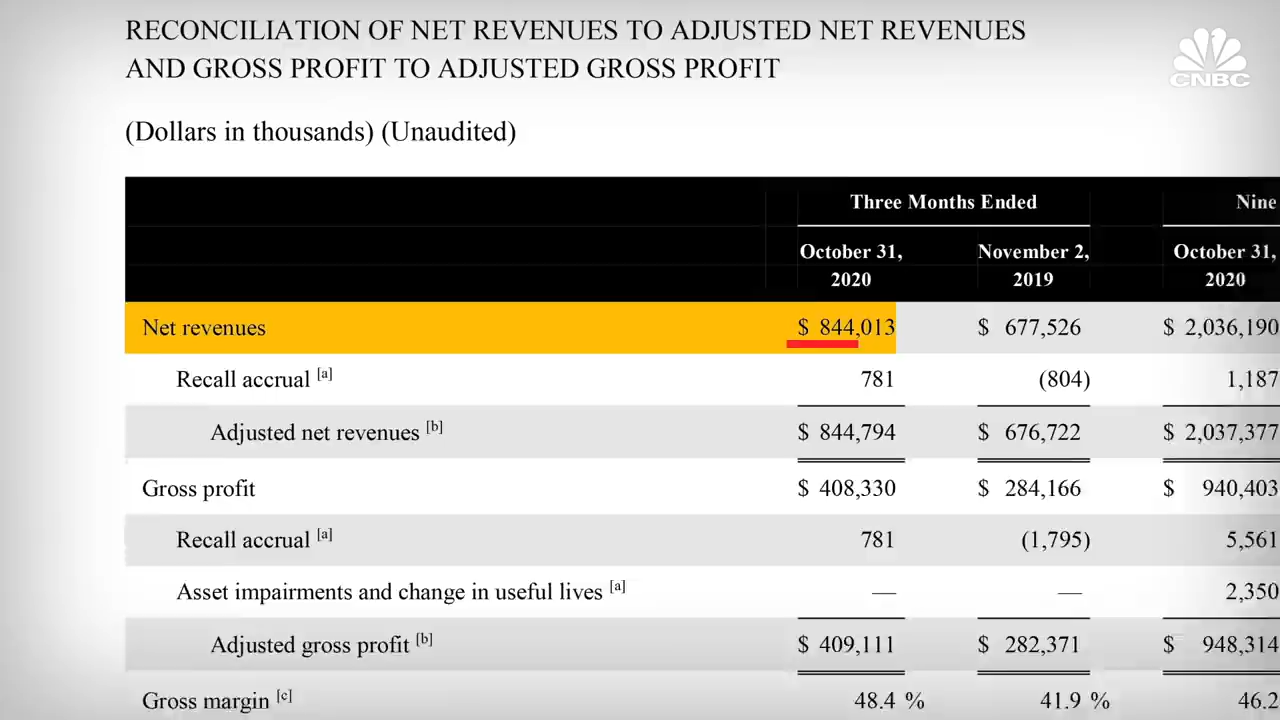 RECONCILIATION OF NET REVENUES TO ADJUSTED NET REVENUES
AND GROSS PROFIT TO ADJUSTED GROSS PROFIT
CNBC
(Dollars in thousands) (Unaudited)
Three Months Ended Nine
October 31, 2020 November 2, 2019 October 31, 2020
Net revenues $ 844,013 $ 677,526 $ 2,036,190
Recall accrual [a] 781 (804) 1,187
Adjusted net revenues [b] $ 844,794 $ 676,722 $ 2,037,377
Gross profit $ 408,330 $ 284,166 $ 940,403
Recall accrual [a] 781 (1,795) 5,561
Asset impairments and change in useful lives [a] — — 2,350
Adjusted gross profit [b] $ 409,111 $ 282,371 $ 948,314
Gross margin [c] 48.4 % 41.9 % 46.2